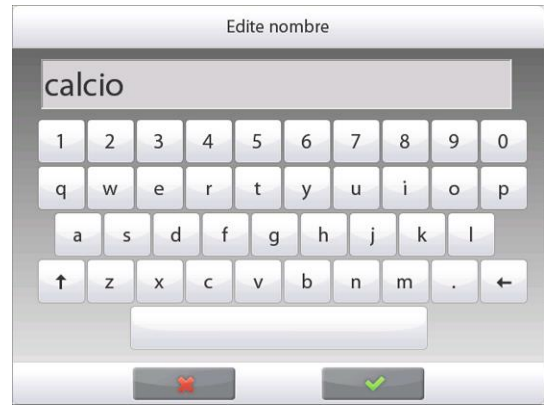 Edite nombre
calcio
1 2 3 4 5 6 7 8 9 0
q w e r t y u i o p
a s d f g h j k l
↑ z x c v b n m . ←